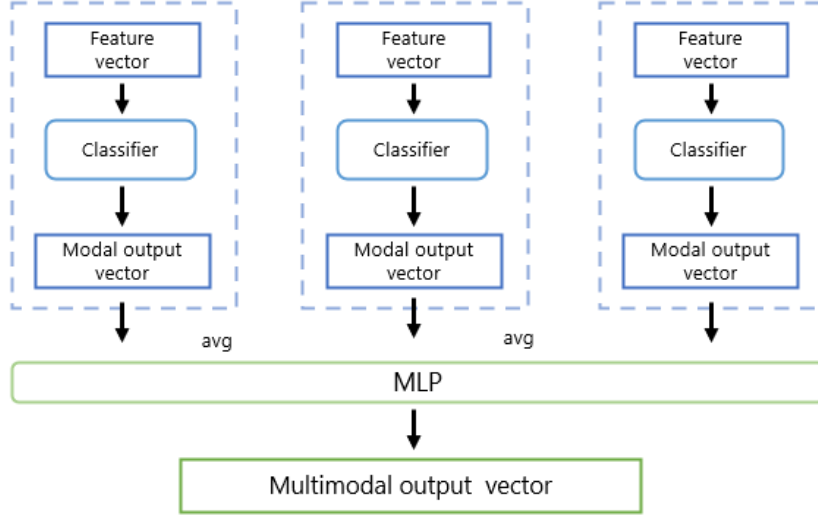 Feature
vector
Feature
vector
Feature
vector
Classifier
Classifier
Classifier
Modal output
vector
Modal output
vector
Modal output
vector
avg
avg
MLP
Multimodal output vector